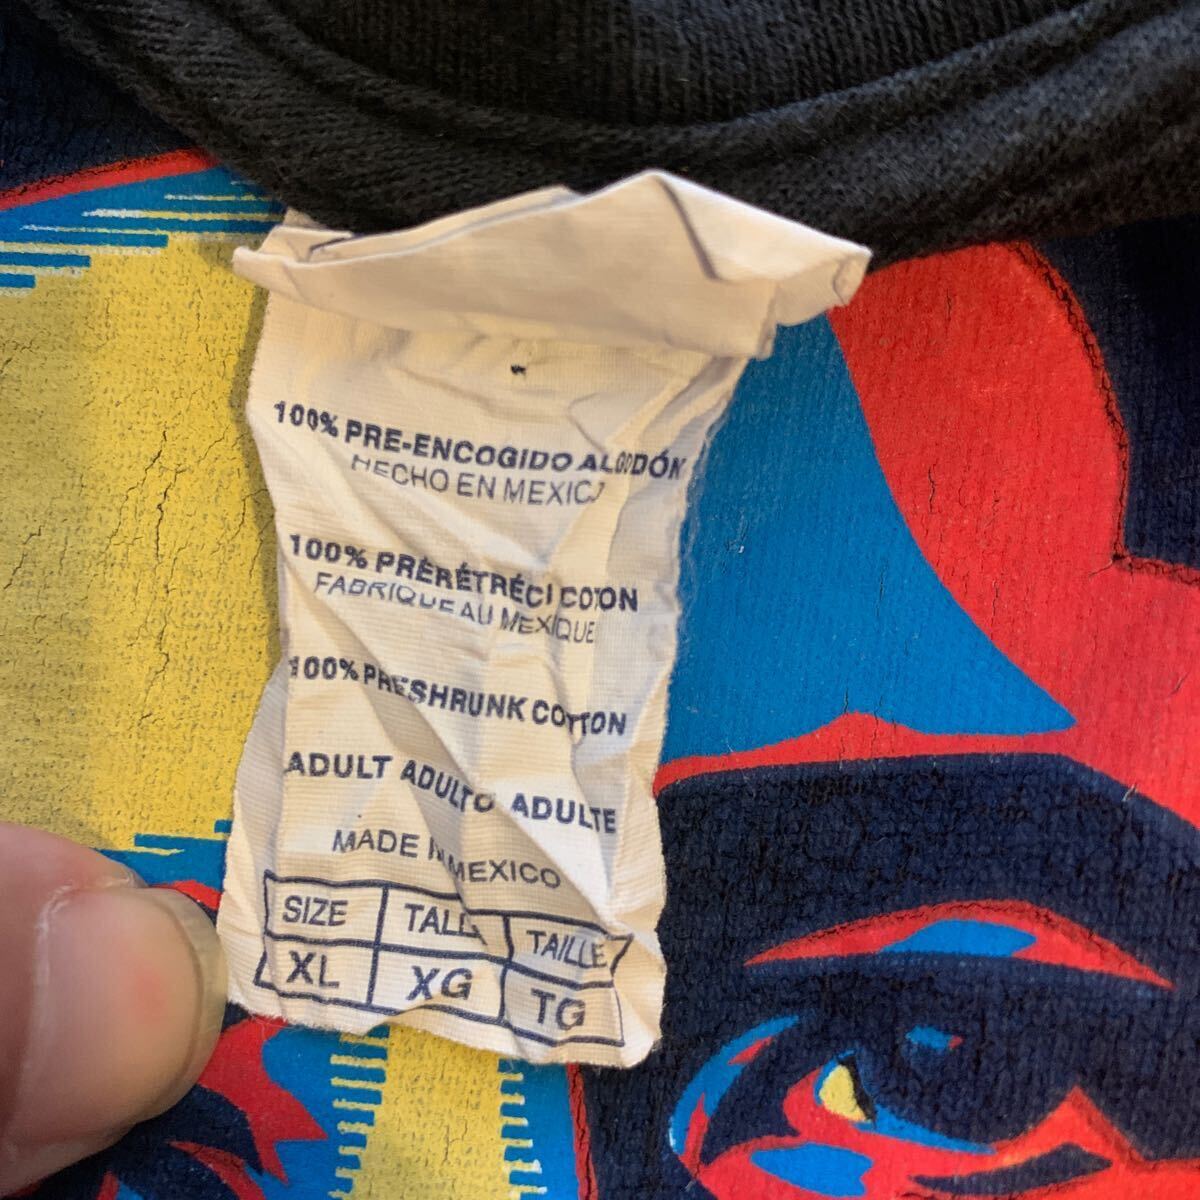 100% PRE-ENCOGIDO ALGODÓN
HECHO EN MEXICO
100% PRÉRÉTRÉCI COTON
FABRIQUE AU MEXIQUE
100% PRESHRUNK COTTON
ADULT ADULTO ADULTE
MADE IN MEXICO
SIZE TALLA TAILLE
XL XG TG